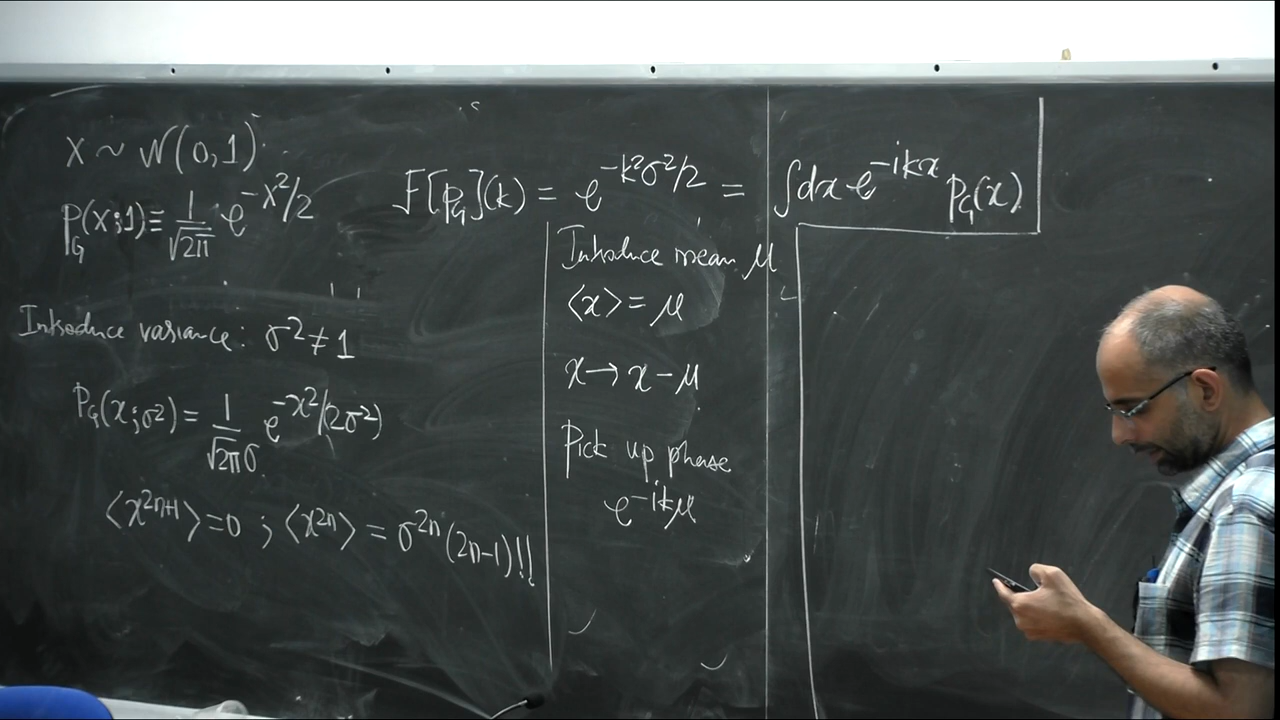 X ~ N(0,1)
p_G(x;1) ≡ 1/√2π e^{-x²/2}
Introduce variance: σ² ≠ 1
p_G(x;σ²) = 1/√2π σ e^{-x²/(2σ²)}
⟨x^{2n+1}⟩ = 0 ; ⟨x^{2n}⟩ = σ^{2n} (2n-1)!!
F[p_G](k) = e^{-k²σ²/2} = ∫dx e^{-ikx} p_G(x)
Introduce mean μ
⟨x⟩ = μ
x → x - μ
Pick up phase
e^{-ikμ}